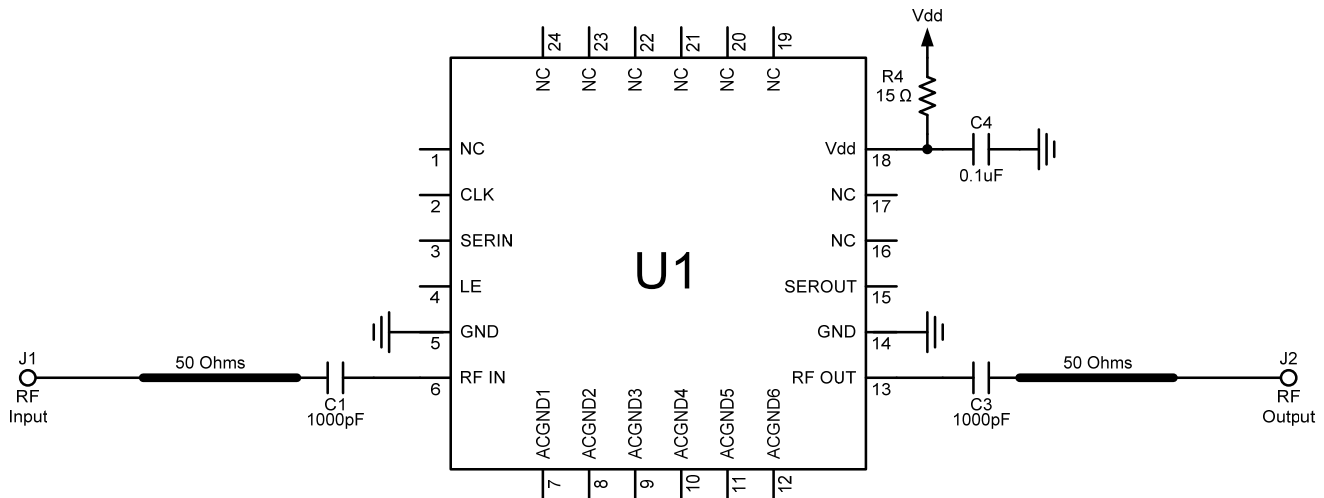 Vdd
24
23
22
21
20
19
NC
NC
NC
NC
NC
NC
R4
15 Ω
C4
0.1uF
1
NC
Vdd
18
2
CLK
NC
17
3
SERIN
NC
16
U1
4
LE
SEROUT
15
5
GND
GND
14
J1
RF
Input
50 Ohms
C1
1000pF
6
RF IN
RF OUT
13
C3
1000pF
50 Ohms
J2
RF
Output
ACGND1
ACGND2
ACGND3
ACGND4
ACGND5
ACGND6
7
8
9
10
11
12